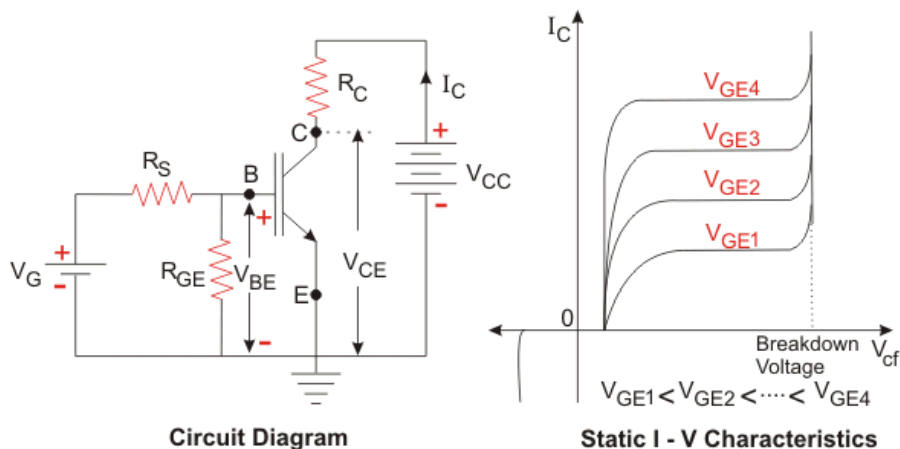 R_C
I_C
C
+
V_CC
-
R_S
B
+
V_G
+
-
R_GE
V_BE
-
V_CE
E
Circuit Diagram
I_C
V_GE4
V_GE3
V_GE2
V_GE1
0
Breakdown
Voltage
V_cf
V_GE1 < V_GE2 < ···· < V_GE4
Static I - V Characteristics